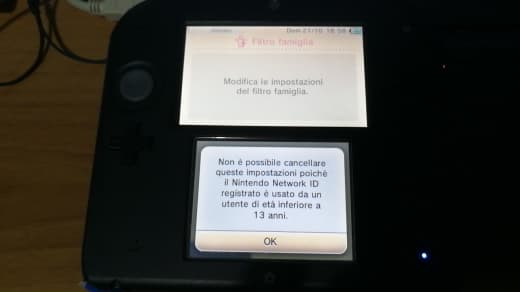 Dom 21/10 18:58
Filtro famiglia
Modifica le impostazioni
del filtro famiglia.
Non è possibile cancellare
queste impostazioni poiché
il Nintendo Network ID
registrato è usato da un
utente di età inferiore a
13 anni.
OK